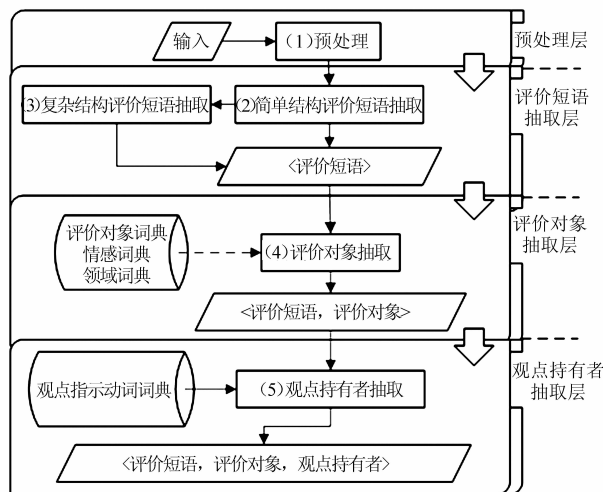 输入
(1)预处理
预处理层
(3)复杂结构评价短语抽取
(2)简单结构评价短语抽取
评价短语
抽取层
<评价短语>
评价对象词典
情感词典
领域词典
(4)评价对象抽取
评价对象
抽取层
<评价短语，评价对象>
观点指示动词词典
(5)观点持有者抽取
观点持有者
抽取层
<评价短语，评价对象，观点持有者>